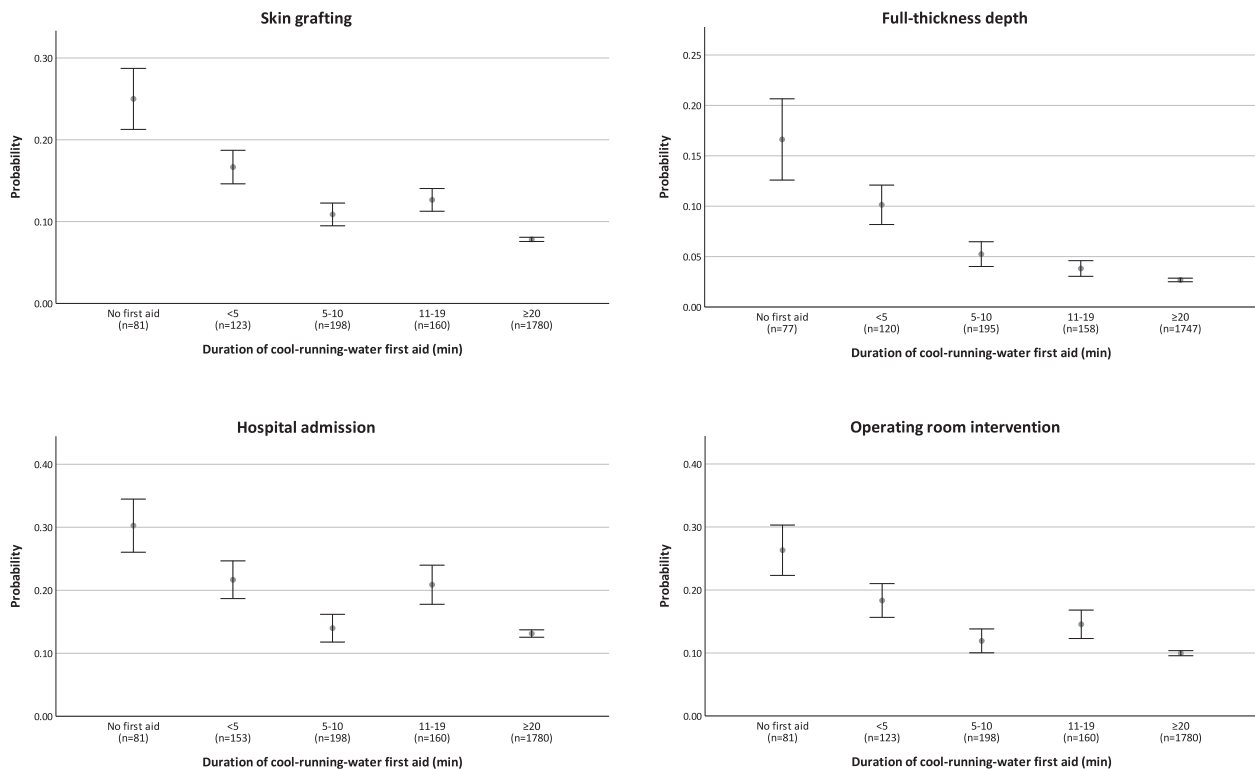 Skin grafting
Probability
0.30
0.20
0.10
0.00
No first aid <5 5-10 11-19 ≥20
(n=81) (n=123) (n=198) (n=160) (n=1780)
Duration of cool-running-water first aid (min)
Full-thickness depth
Probability
0.25
0.20
0.15
0.10
0.05
0.00
No first aid <5 5-10 11-19 ≥20
(n=77) (n=120) (n=195) (n=158) (n=1747)
Duration of cool-running-water first aid (min)
Hospital admission
Probability
0.40
0.30
0.20
0.10
0.00
No first aid <5 5-10 11-19 ≥20
(n=81) (n=153) (n=198) (n=160) (n=1780)
Duration of cool-running-water first aid (min)
Operating room intervention
Probability
0.40
0.30
0.20
0.10
0.00
No first aid <5 5-10 11-19 ≥20
(n=81) (n=123) (n=198) (n=160) (n=1780)
Duration of cool-running-water first aid (min)